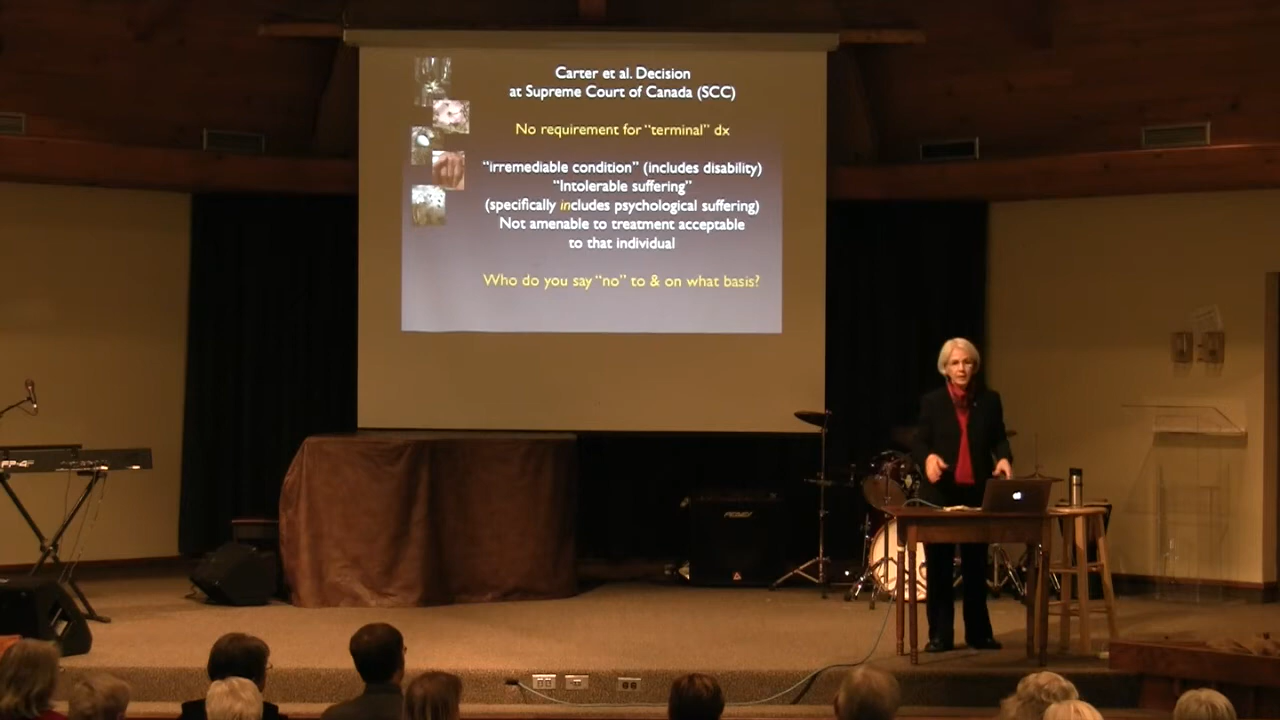 Carter et al. Decision
at Supreme Court of Canada (SCC)
No requirement for “terminal” dx
“irremediable condition” (includes disability)
“Intolerable suffering”
(specifically includes psychological suffering)
Not amenable to treatment acceptable
to that individual
Who do you say “no” to & on what basis?
PEAVEY